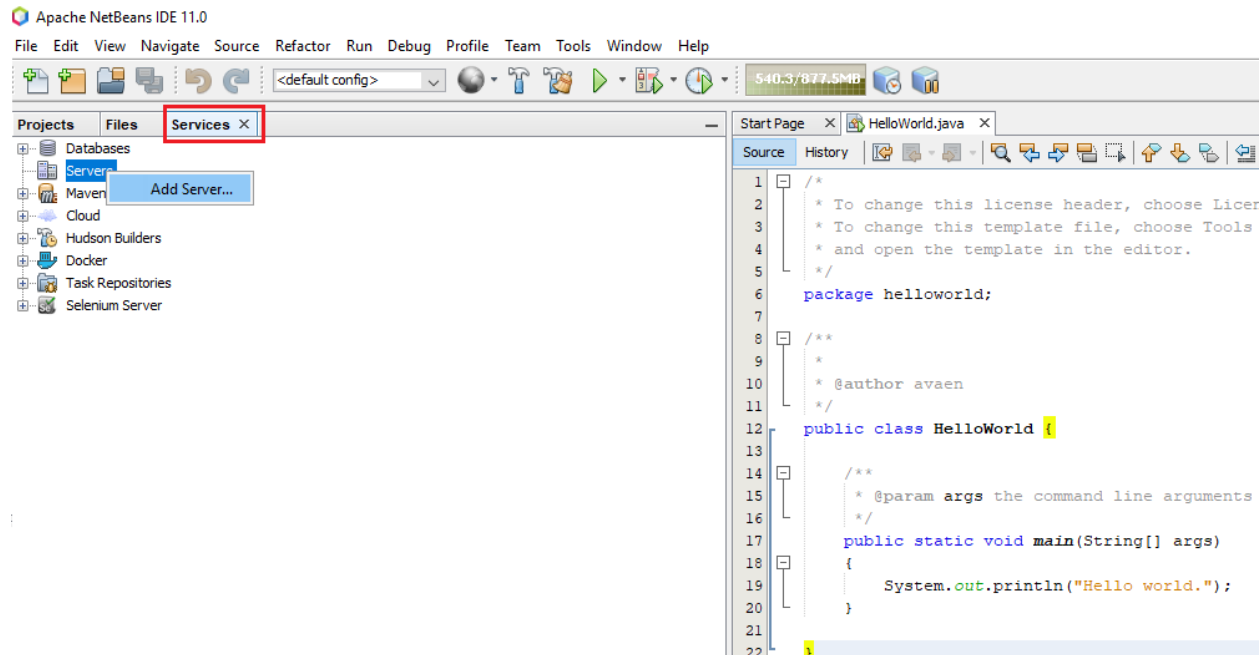 Apache NetBeans IDE 11.0
File Edit View Navigate Source Refactor Run Debug Profile Team Tools Window Help
<default config>
540.3/877.5MB
Projects Files Services
Databases
Servers
Add Server...
Maven
Cloud
Hudson Builders
Docker
Task Repositories
Selenium Server
Start Page HelloWorld.java
Source History
1 /*
2 * To change this license header, choose Licen
3 * To change this template file, choose Tools
4 * and open the template in the editor.
5 */
6 package helloworld;
7
8 /**
9 *
10 * @author avaen
11 */
12 public class HelloWorld {
13
14 /**
15 * @param args the command line arguments
16 */
17 public static void main(String[] args)
18 {
19 System.out.println("Hello world.");
20 }
21
22 }